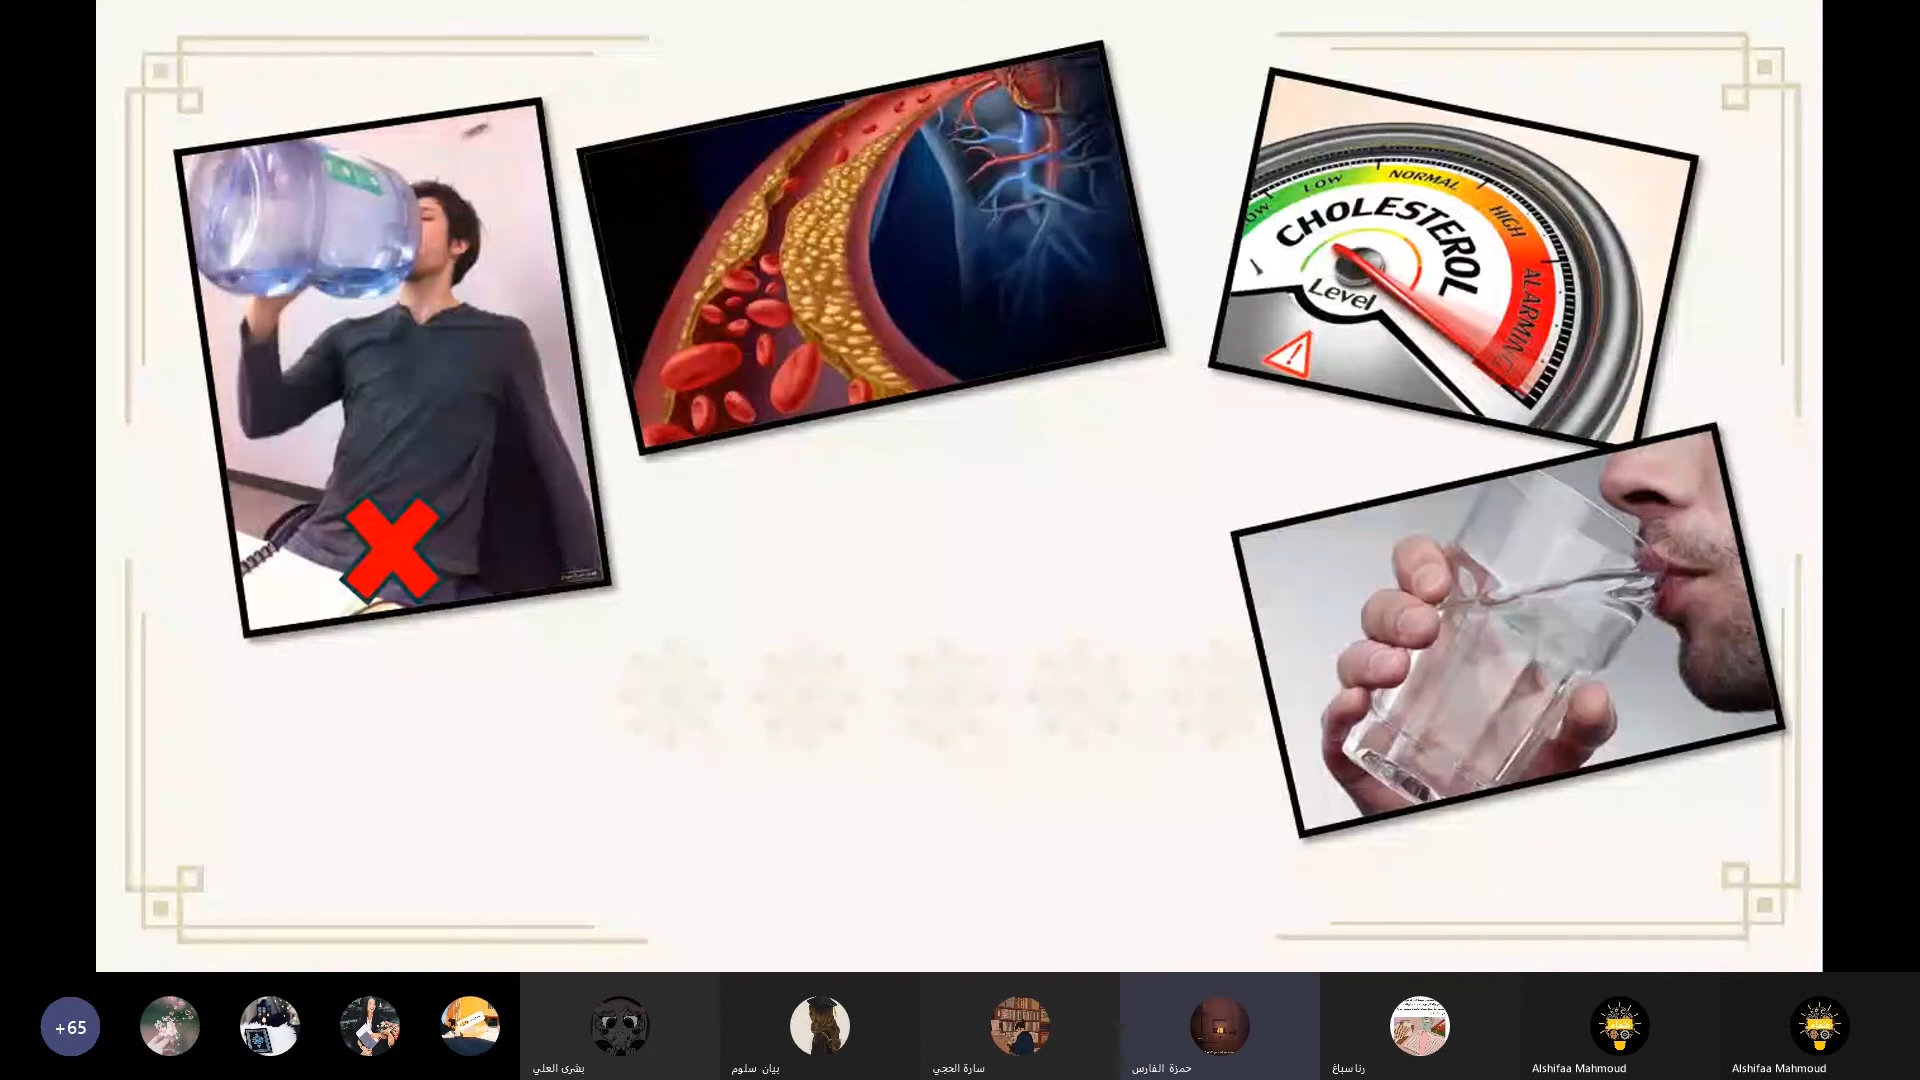 LOW
NORMAL
HIGH
ALARMING
CHOLESTEROL
Level
+65
بشرى العلي
بيان سلوم
سارة الحجي
حمزة الفارس
رنا سباغ
Alshifaa Mahmoud
Alshifaa Mahmoud